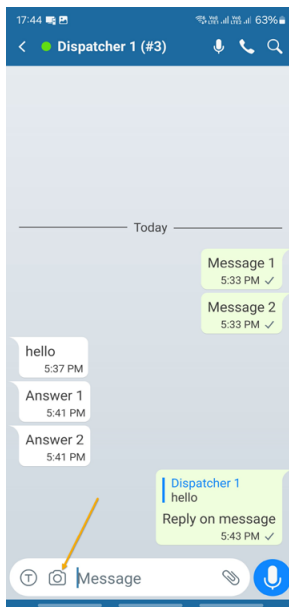 17:44 63%
Dispatcher 1 (#3)
Today
Message 1
5:33 PM
Message 2
5:33 PM
hello
5:37 PM
Answer 1
5:41 PM
Answer 2
5:41 PM
Dispatcher 1
hello
Reply on message
5:43 PM
T Message